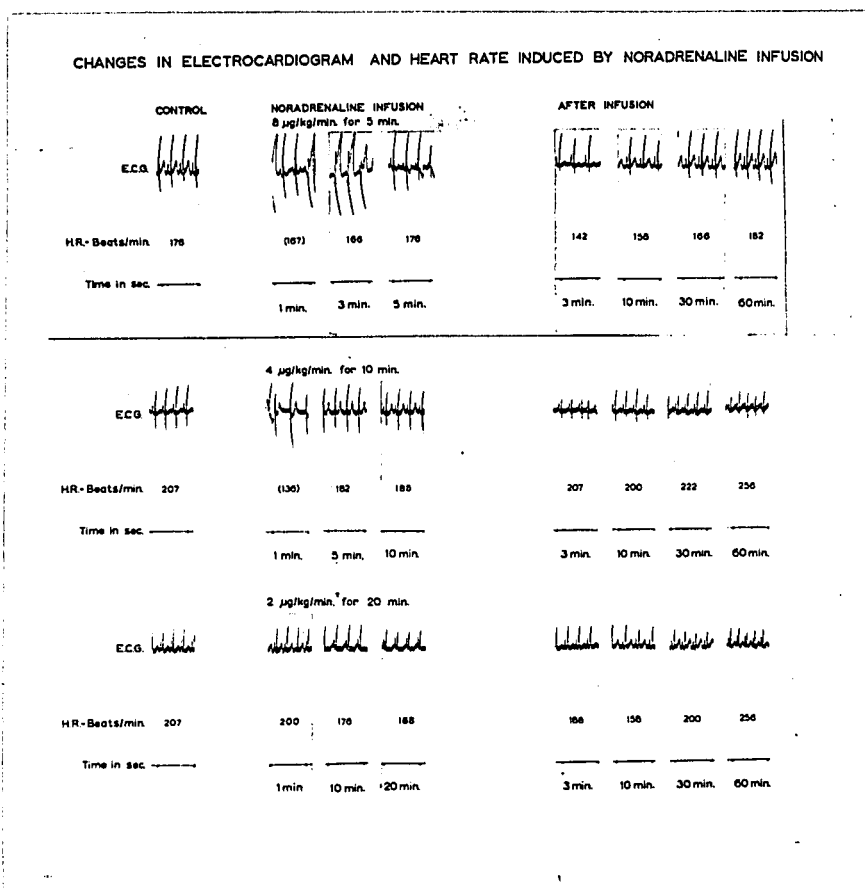 CHANGES IN ELECTROCARDIOGRAM AND HEART RATE INDUCED BY NORADRENALINE INFUSION
CONTROL NORADRENALINE INFUSION AFTER INFUSION
8 µg/kg/min. for 5 min.
E.C.G.
H.R.- Beats/min. 176 (167) 166 176 142 158 166 182
Time in sec.
1 min. 3 min. 5 min. 3 min. 10 min. 30 min. 60 min.
4 µg/kg/min. for 10 min.
E.C.G.
H.R.- Beats/min. 207 (136) 182 188 207 200 222 256
Time in sec.
1 min. 5 min. 10 min. 3 min. 10 min. 30 min. 60 min.
2 µg/kg/min. for 20 min.
E.C.G.
H.R.- Beats/min. 207 200 176 168 158 200 256
Time in sec.
1 min 10 min. 20 min. 3 min. 10 min. 30 min. 60 min.